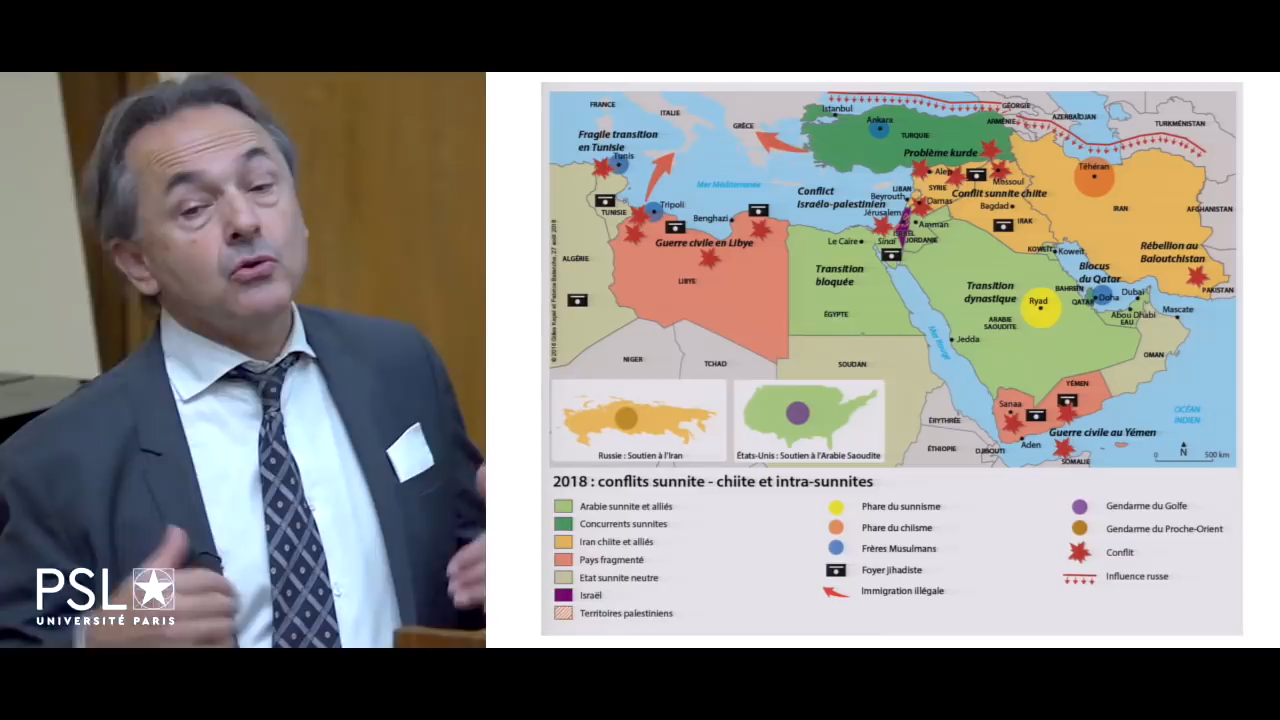 PSL
UNIVERSITÉ PARIS
FRANCE
ITALIE
GRÈCE
Istanbul
Ankara
TURQUIE
GÉORGIE
ARMÉNIE
AZERBAÏDJAN
TURKMÉNISTAN
Fragile transition
en Tunisie
Tunis
Problème kurde
Téhéran
Mer Méditerranée
Alep
Mossoul
Conflit sunnite chiite
LIBAN
SYRIE
Beyrouth
Damas
Bagdad
IRAK
IRAN
AFGHANISTAN
Conflict
Israélo-palestinien
Jérusalem
ISRAËL
Amman
JORDANIE
TUNISIE
Tripoli
Benghazi
Guerre civile en Libye
LIBYE
ALGÉRIE
Le Caire
Sinaï
Transition
bloquée
ÉGYPTE
KOWEÏT
Koweit
Rébellion au
Baloutchistan
PAKISTAN
Blocus
du Qatar
BAHREIN
QATAR
Doha
Dubaï
Abou Dhabi
EAU
Mascate
OMAN
Transition
dynastique
Ryad
ARABIE
SAOUDITE
Jedda
Mer Rouge
NIGER
TCHAD
SOUDAN
ÉRYTHRÉE
ÉTHIOPIE
DJIBOUTI
SOMALIE
YÉMEN
Sanaa
Aden
Guerre civile au Yémen
OCÉAN
INDIEN
N
0
500 km
Russie : Soutien à l'Iran
États-Unis : Soutien à l'Arabie Saoudite
2018 : conflits sunnite - chiite et intra-sunnites
Arabie sunnite et alliés
Concurrents sunnites
Iran chiite et alliés
Pays fragmenté
Etat sunnite neutre
Israël
Territoires palestiniens
Phare du sunnisme
Phare du chiisme
Frères Musulmans
Foyer jihadiste
Immigration illégale
Gendarme du Golfe
Gendarme du Proche-Orient
Conflit
Influence russe